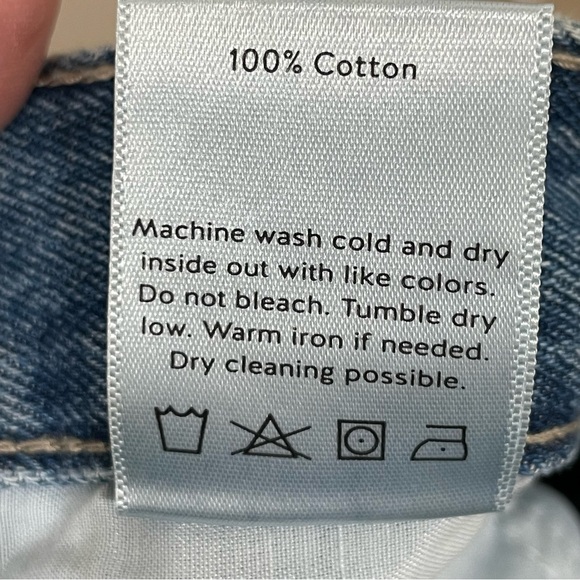 100% Cotton
Machine wash cold and dry
inside out with like colors.
Do not bleach. Tumble dry
low. Warm iron if needed.
Dry cleaning possible.